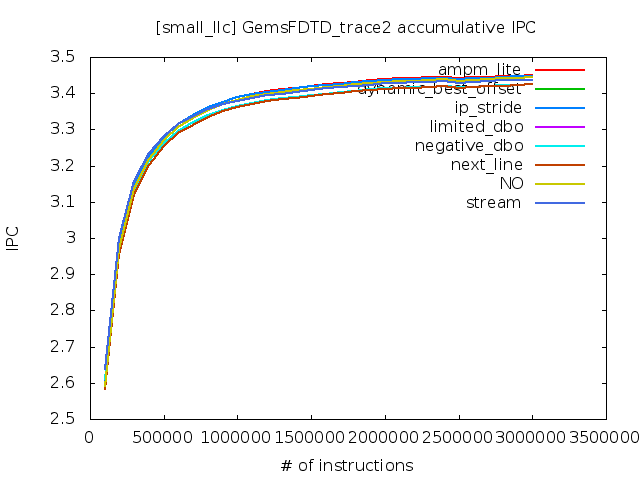 [small_llc] GemsFDTD_trace2 accumulative IPC
3.5
3.4
3.3
3.2
3.1
3
2.9
2.8
2.7
2.6
2.5
IPC
ampm_lite
dynamic_best_offset
ip_stride
limited_dbo
negative_dbo
next_line
NO
stream
0 500000 1000000 1500000 2000000 2500000 3000000 3500000
# of instructions